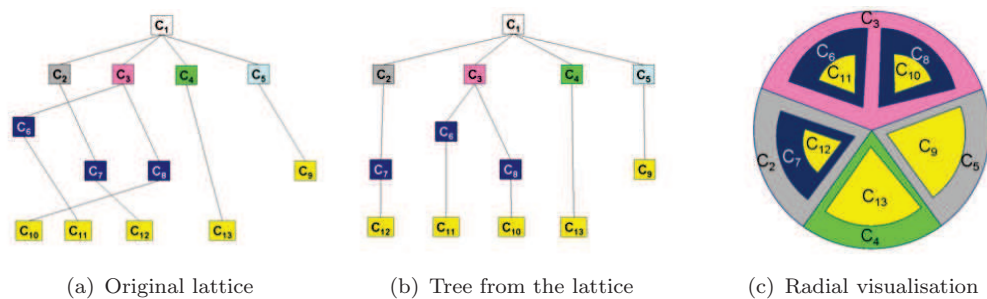 C1
C2 C3 C4 C5
C6
C7 C8 C9
C10 C11 C12 C13
(a) Original lattice
C1
C2 C3 C4 C5
C6
C7 C8 C9
C12 C11 C10 C13
(b) Tree from the lattice
C3
C6 C8
C11 C10
C12 C9
C7
C2 C5
C13
C4
(c) Radial visualisation